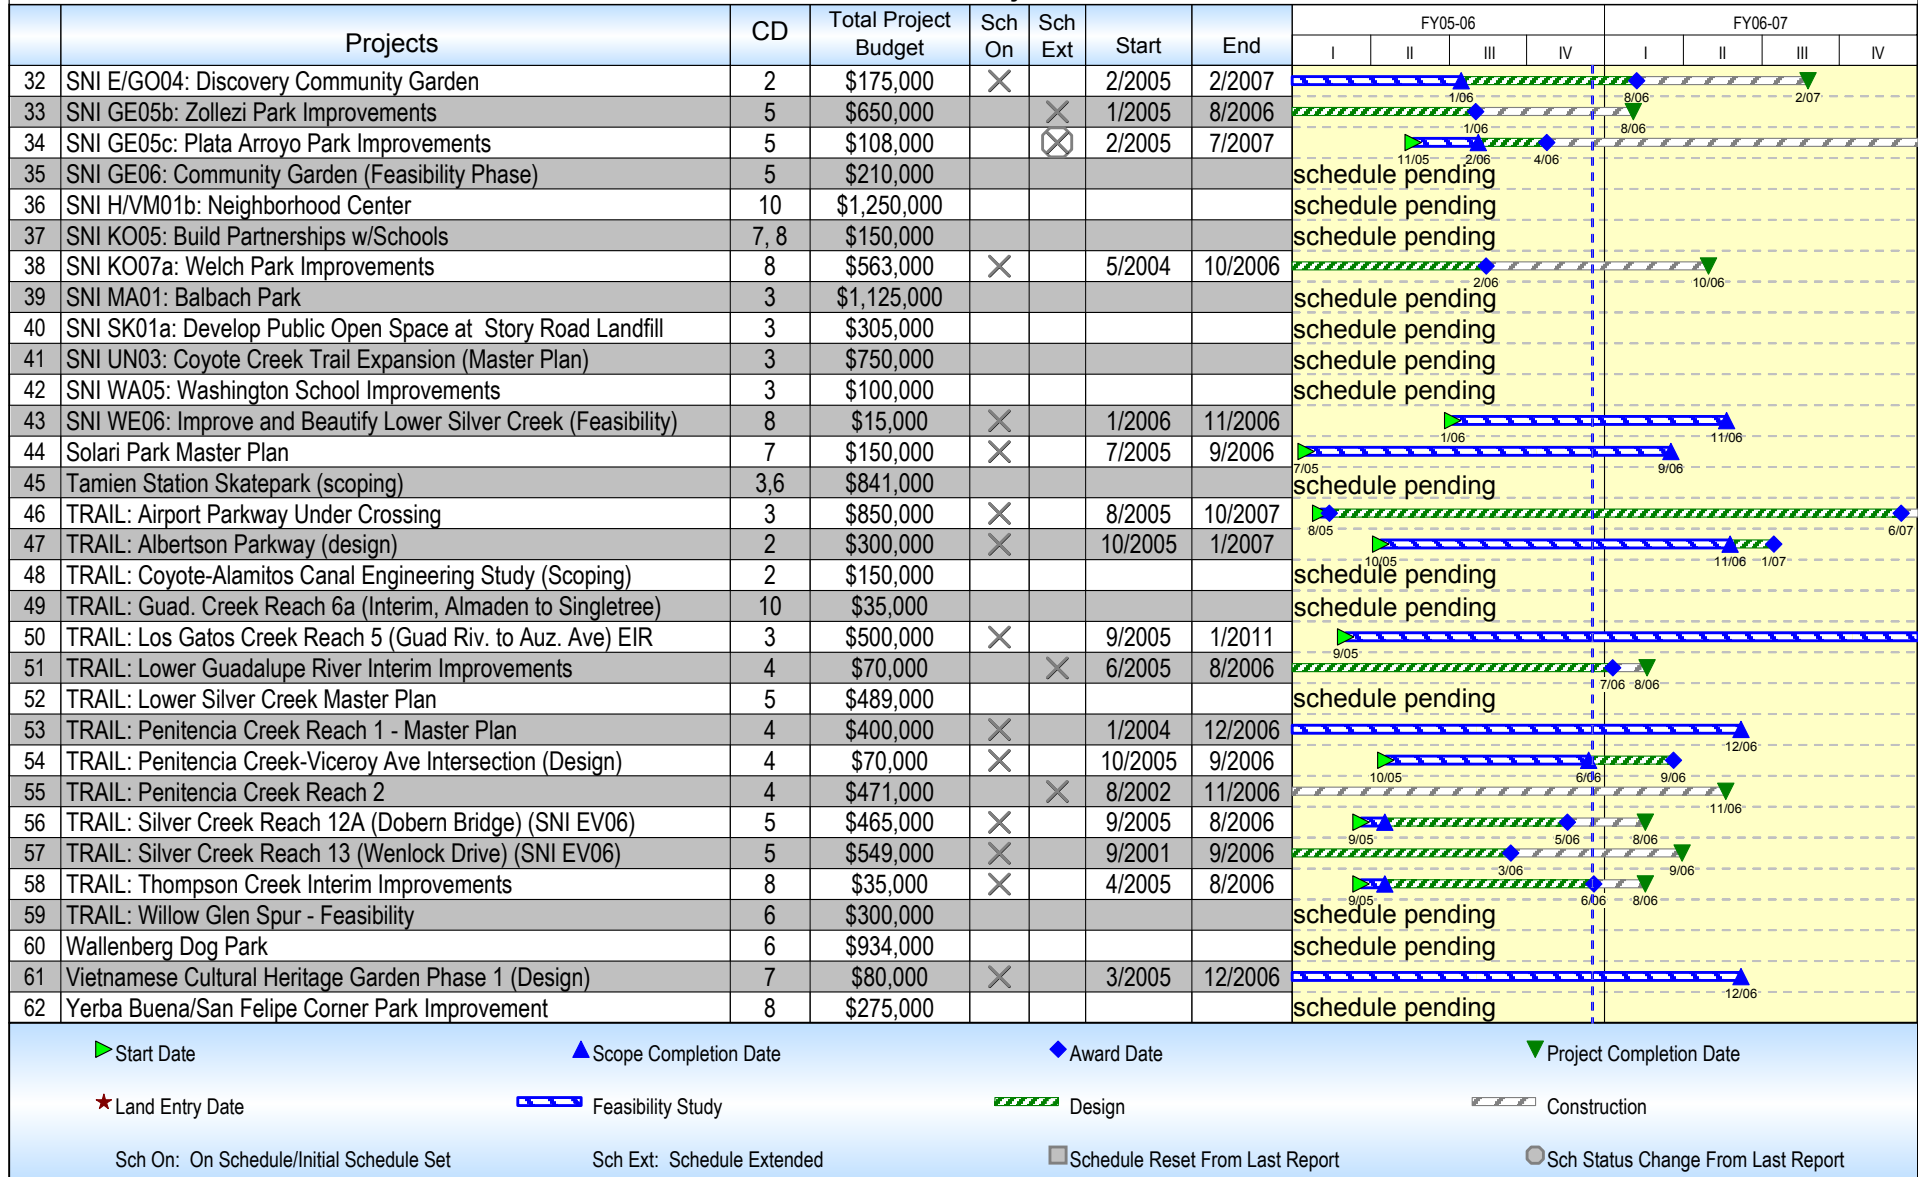 Projects CD Total Project Budget Sch On Sch Ext Start End FY05-06 FY06-07
I II III IV I II III IV
32 SNI E/GO04: Discovery Community Garden 2 $175,000 2/2005 2/2007 1/06 8/06 2/07
33 SNI GE05b: Zollezi Park Improvements 5 $650,000 1/2005 8/2006 1/06 8/06
34 SNI GE05c: Plata Arroyo Park Improvements 5 $108,000 2/2005 7/2007 11/05 2/06 4/06
35 SNI GE06: Community Garden (Feasibility Phase) 5 $210,000 schedule pending
36 SNI H/VM01b: Neighborhood Center 10 $1,250,000 schedule pending
37 SNI KO05: Build Partnerships w/Schools 7, 8 $150,000 schedule pending
38 SNI KO07a: Welch Park Improvements 8 $563,000 5/2004 10/2006 2/06 10/06
39 SNI MA01: Balbach Park 3 $1,125,000 schedule pending
40 SNI SK01a: Develop Public Open Space at Story Road Landfill 3 $305,000 schedule pending
41 SNI UN03: Coyote Creek Trail Expansion (Master Plan) 3 $750,000 schedule pending
42 SNI WA05: Washington School Improvements 3 $100,000 schedule pending
43 SNI WE06: Improve and Beautify Lower Silver Creek (Feasibility) 8 $15,000 1/2006 11/2006 1/06 11/06
44 Solari Park Master Plan 7 $150,000 7/2005 9/2006 7/05 9/06
45 Tamien Station Skatepark (scoping) 3,6 $841,000 schedule pending
46 TRAIL: Airport Parkway Under Crossing 3 $850,000 8/2005 10/2007 8/05 6/07
47 TRAIL: Albertson Parkway (design) 2 $300,000 10/2005 1/2007 10/05 11/06 1/07
48 TRAIL: Coyote-Alamitos Canal Engineering Study (Scoping) 2 $150,000 schedule pending
49 TRAIL: Guad. Creek Reach 6a (Interim, Almaden to Singletree) 10 $35,000 schedule pending
50 TRAIL: Los Gatos Creek Reach 5 (Guad Riv. to Auz. Ave) EIR 3 $500,000 9/2005 1/2011 9/05
51 TRAIL: Lower Guadalupe River Interim Improvements 4 $70,000 6/2005 8/2006 7/06 8/06
52 TRAIL: Lower Silver Creek Master Plan 5 $489,000 schedule pending
53 TRAIL: Penitencia Creek Reach 1 - Master Plan 4 $400,000 1/2004 12/2006 12/06
54 TRAIL: Penitencia Creek-Viceroy Ave Intersection (Design) 4 $70,000 10/2005 9/2006 10/05 6/06 9/06
55 TRAIL: Penitencia Creek Reach 2 4 $471,000 8/2002 11/2006 11/06
56 TRAIL: Silver Creek Reach 12A (Dobern Bridge) (SNI EV06) 5 $465,000 9/2005 8/2006 9/05 5/06 8/06
57 TRAIL: Silver Creek Reach 13 (Wenlock Drive) (SNI EV06) 5 $549,000 9/2001 9/2006 3/06 9/06
58 TRAIL: Thompson Creek Interim Improvements 8 $35,000 4/2005 8/2006 9/05 6/06 8/06
59 TRAIL: Willow Glen Spur - Feasibility 6 $300,000 schedule pending
60 Wallenberg Dog Park 6 $934,000 schedule pending
61 Vietnamese Cultural Heritage Garden Phase 1 (Design) 7 $80,000 3/2005 12/2006 12/06
62 Yerba Buena/San Felipe Corner Park Improvement 8 $275,000 schedule pending
Start Date Scope Completion Date Award Date Project Completion Date
Land Entry Date Feasibility Study Design Construction
Sch On: On Schedule/Initial Schedule Set Sch Ext: Schedule Extended Schedule Reset From Last Report Sch Status Change From Last Report